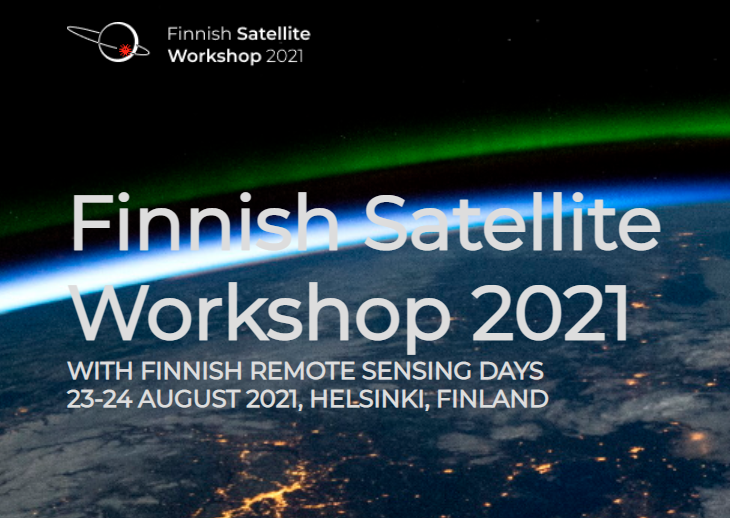 Finnish Satellite
Workshop 2021
Finnish Satellite
Workshop 2021
WITH FINNISH REMOTE SENSING DAYS
23-24 AUGUST 2021, HELSINKI, FINLAND